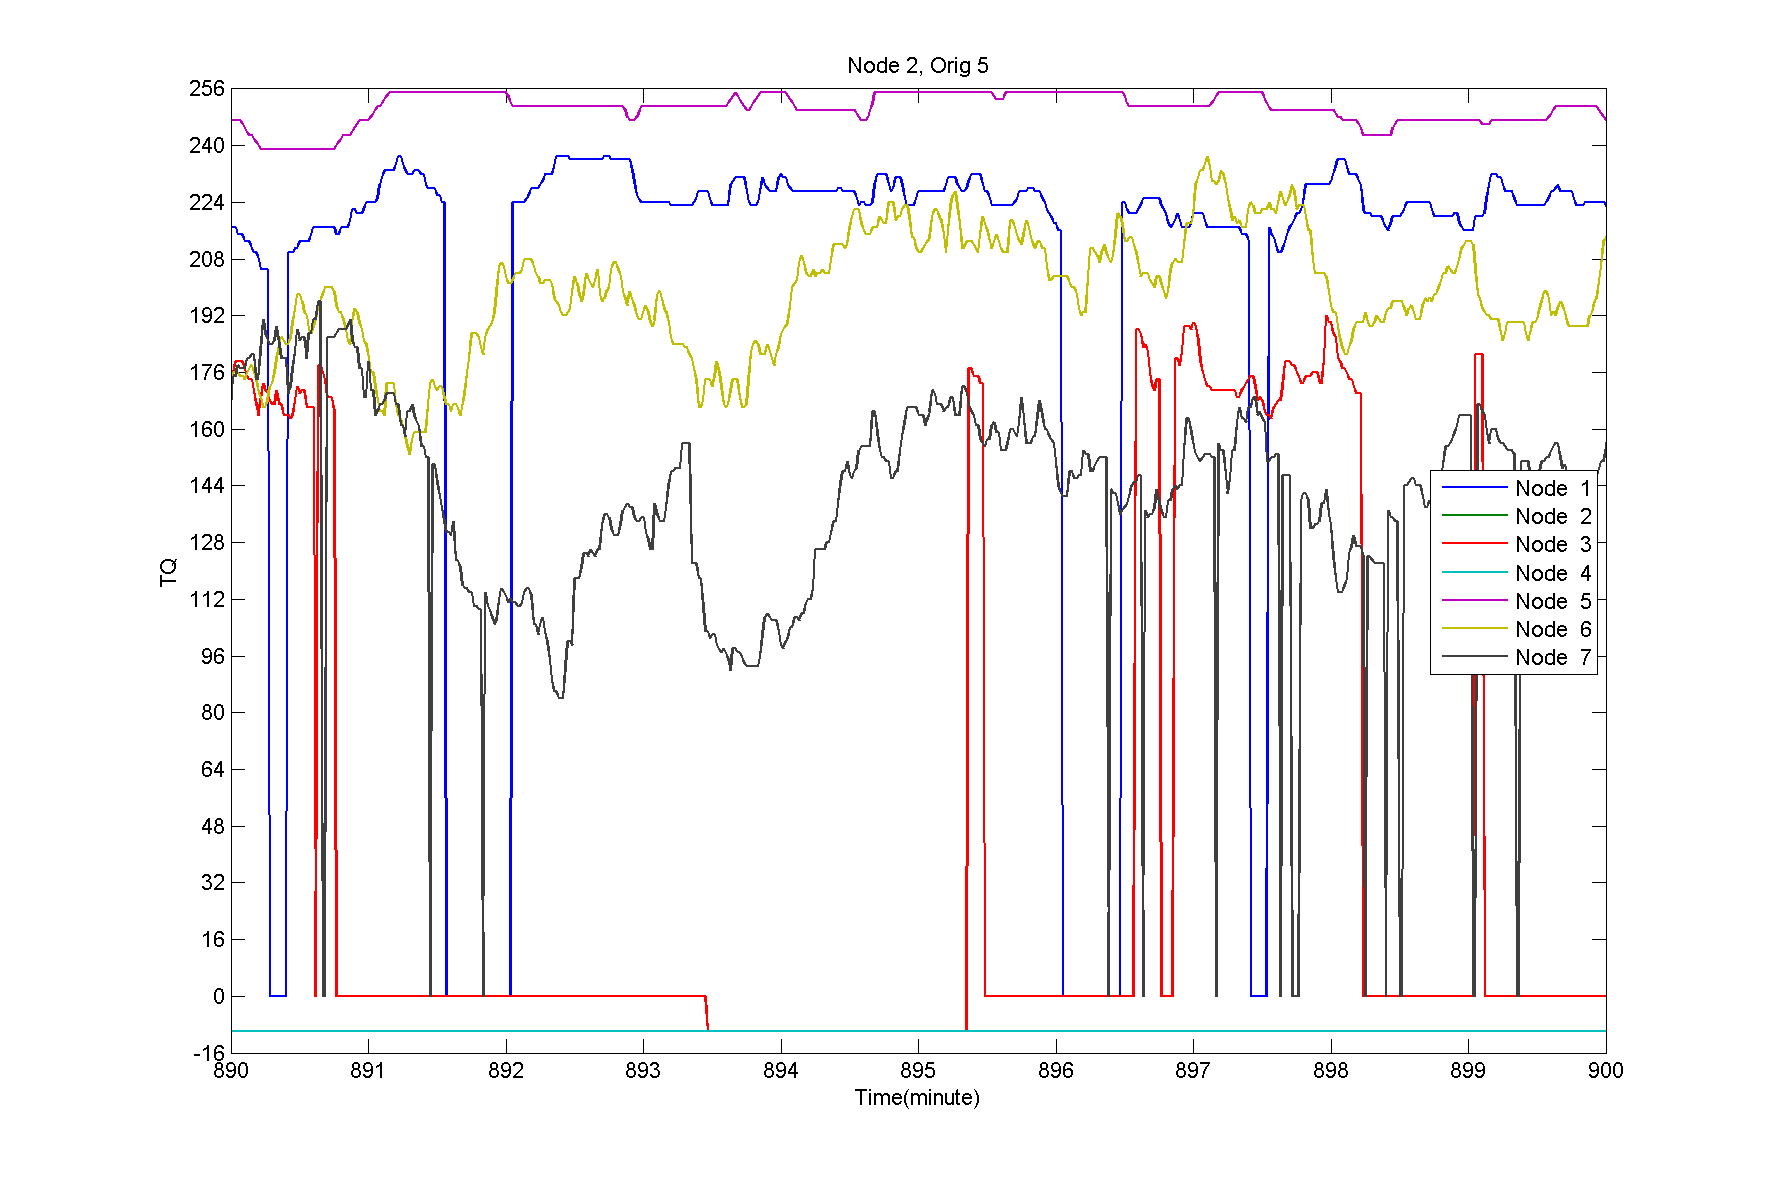 Node 2, Orig 5
256
240
224
208
192
176
160
144
128
112
96
80
64
48
32
16
0
-16
TQ
Node 1
Node 2
Node 3
Node 4
Node 5
Node 6
Node 7
890 891 892 893 894 895 896 897 898 899 900
Time(minute)